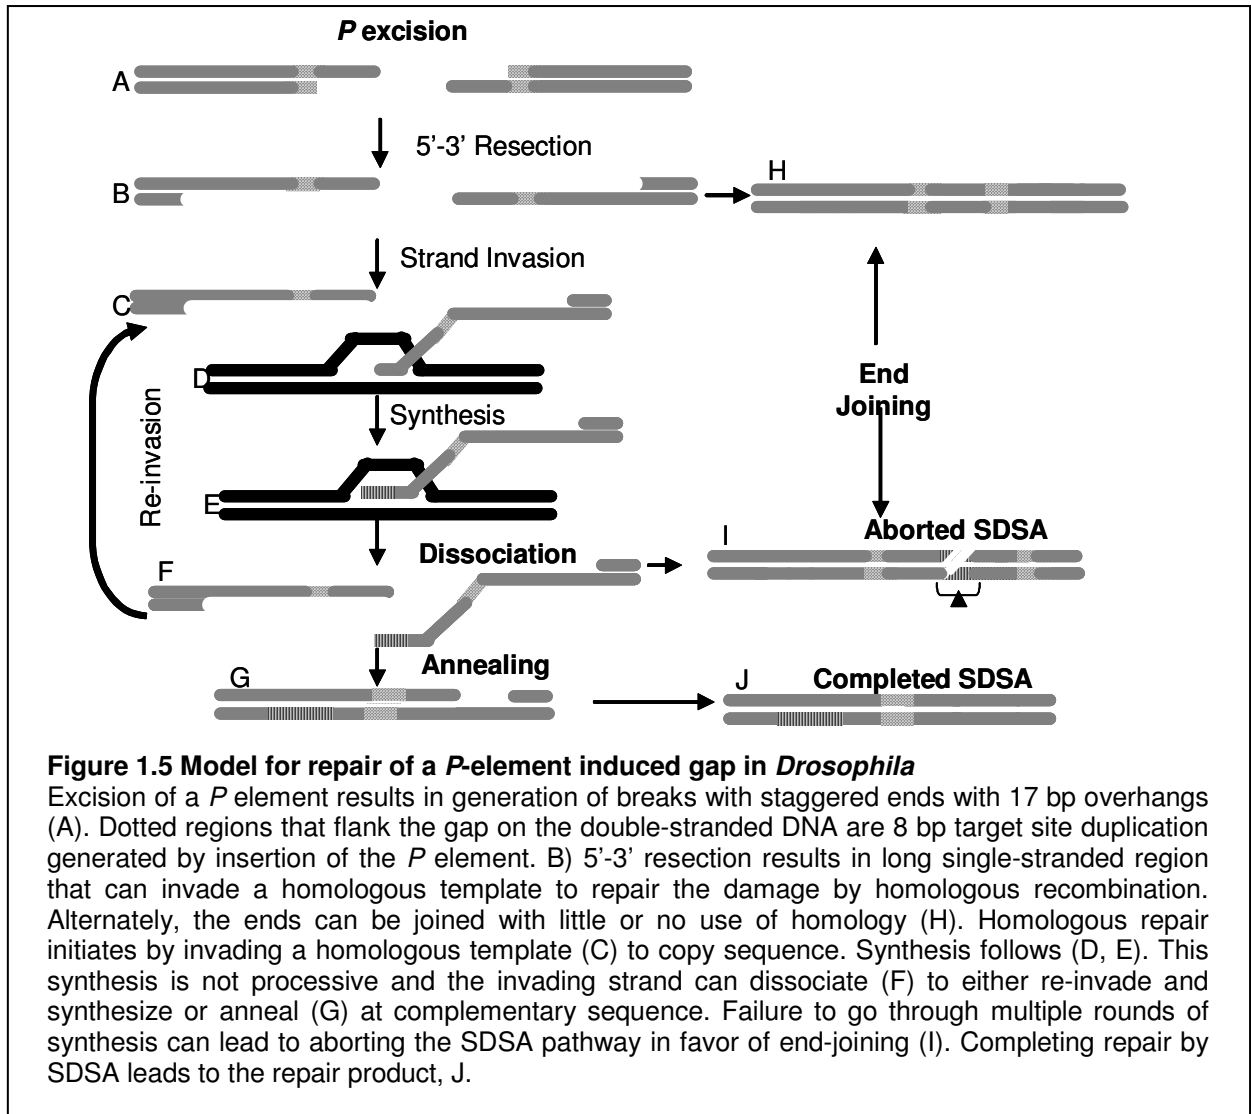 P excision
A
5’-3’ Resection
H
B
Strand Invasion
C
D
End
Joining
Re-invasion
Synthesis
E
I
Aborted SDSA
Dissociation
F
Annealing
G
J
Completed SDSA
Figure 1.5 Model for repair of a P-element induced gap in Drosophila
Excision of a P element results in generation of breaks with staggered ends with 17 bp overhangs
(A). Dotted regions that flank the gap on the double-stranded DNA are 8 bp target site duplication
generated by insertion of the P element. B) 5’-3’ resection results in long single-stranded region
that can invade a homologous template to repair the damage by homologous recombination.
Alternately, the ends can be joined with little or no use of homology (H). Homologous repair
initiates by invading a homologous template (C) to copy sequence. Synthesis follows (D, E). This
synthesis is not processive and the invading strand can dissociate (F) to either re-invade and
synthesize or anneal (G) at complementary sequence. Failure to go through multiple rounds of
synthesis can lead to aborting the SDSA pathway in favor of end-joining (I). Completing repair by
SDSA leads to the repair product, J.